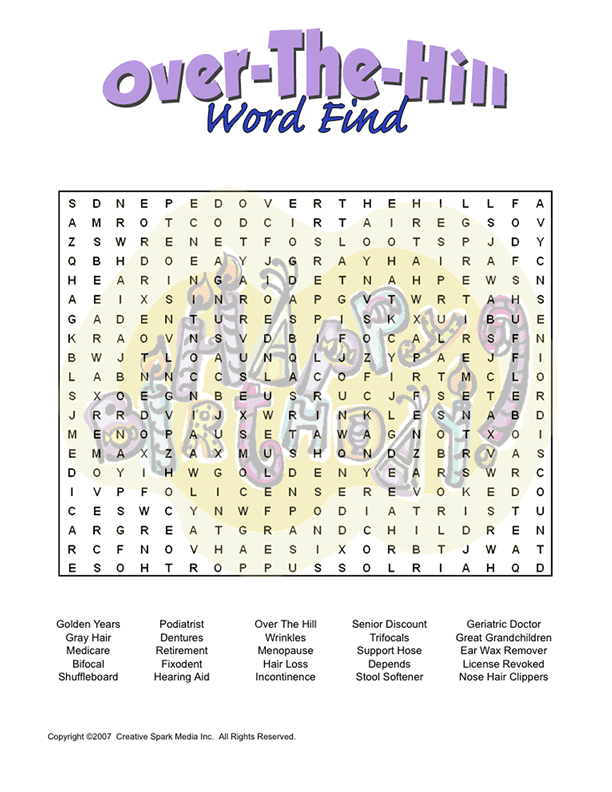 Over-The-Hill
Word Find
S D N E P E D O V E R T H E H I L L F A
A M R O T C O D C I R T A I R E G S O V
Z S W R E N E T F O S L O O T S P J D Y
Q B H D O E A Y J G R A Y H A I R A F C
H E A R I N G A I D E T N A H P E W S N
A E I X S I N R O A P G V T W R T A H S
G A D E N T U R E S P I S K X U I B U E
K R A O V N S V D B I F O C A L R S F N
B W J T L O A U N Q L J Z Y P A E J F I
L A B N N C C S L A C O F I R T M C L O
S X O E G N B E U S R U C J F S E T E R
J R R D V I J X W R I N K L E S N A B D
M E N O P A U S E T A W A G N O T X O I
E M A X Z A X M U S H Q N D Z B R V A S
D O Y I H W G O L D E N Y E A R S W R C
I V P F O L I C E N S E R E V O K E D O
C E S W C Y N W F P O D I A T R I S T U
A R G R E A T G R A N D C H I L D R E N
R C F N O V H A E S I X O R B T J W A T
E S O H T R O P P U S S O L R I A H Q D
HAPPY
BIRTHDAY
Golden Years Podiatrist Over The Hill Senior Discount Geriatric Doctor
Gray Hair Dentures Wrinkles Trifocals Great Grandchildren
Medicare Retirement Menopause Support Hose Ear Wax Remover
Bifocal Fixodent Hair Loss Depends License Revoked
Shuffleboard Hearing Aid Incontinence Stool Softener Nose Hair Clippers
Copyright ©2007 Creative Spark Media Inc. All Rights Reserved.